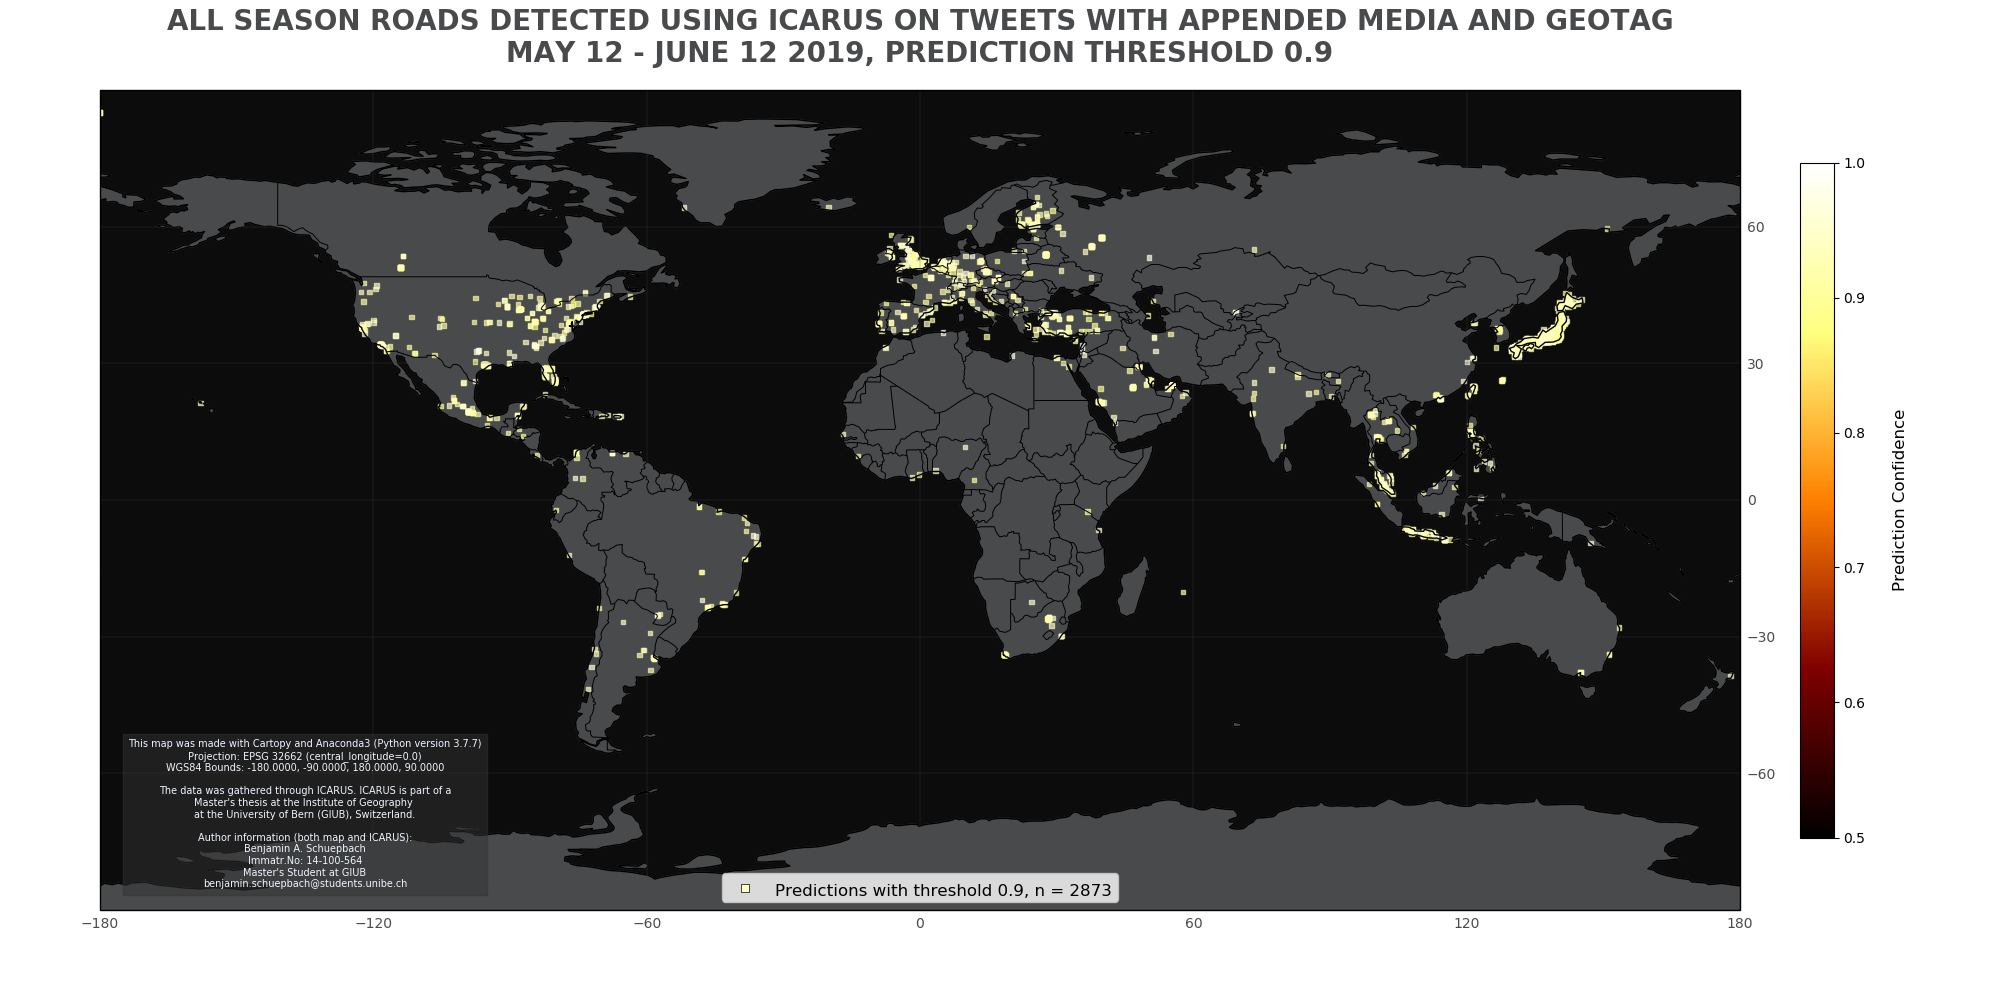 ALL SEASON ROADS DETECTED USING ICARUS ON TWEETS WITH APPENDED MEDIA AND GEOTAG
MAY 12 - JUNE 12 2019, PREDICTION THRESHOLD 0.9
60
30
0
−30
−60
−180
−120
−60
0
60
120
180
1.0
0.9
0.8
0.7
0.6
0.5
Prediction Confidence
This map was made with Cartopy and Anaconda3 (Python version 3.7.7)
Projection: EPSG 32662 (central_longitude=0.0)
WGS84 Bounds: -180.0000, -90.0000, 180.0000, 90.0000
The data was gathered through ICARUS. ICARUS is part of a
Master's thesis at the Institute of Geography
at the University of Bern (GIUB), Switzerland.
Author information (both map and ICARUS):
Benjamin A. Schuepbach
Immatr.No: 14-100-564
Master's Student at GIUB
benjamin.schuepbach@students.unibe.ch
Predictions with threshold 0.9, n = 2873